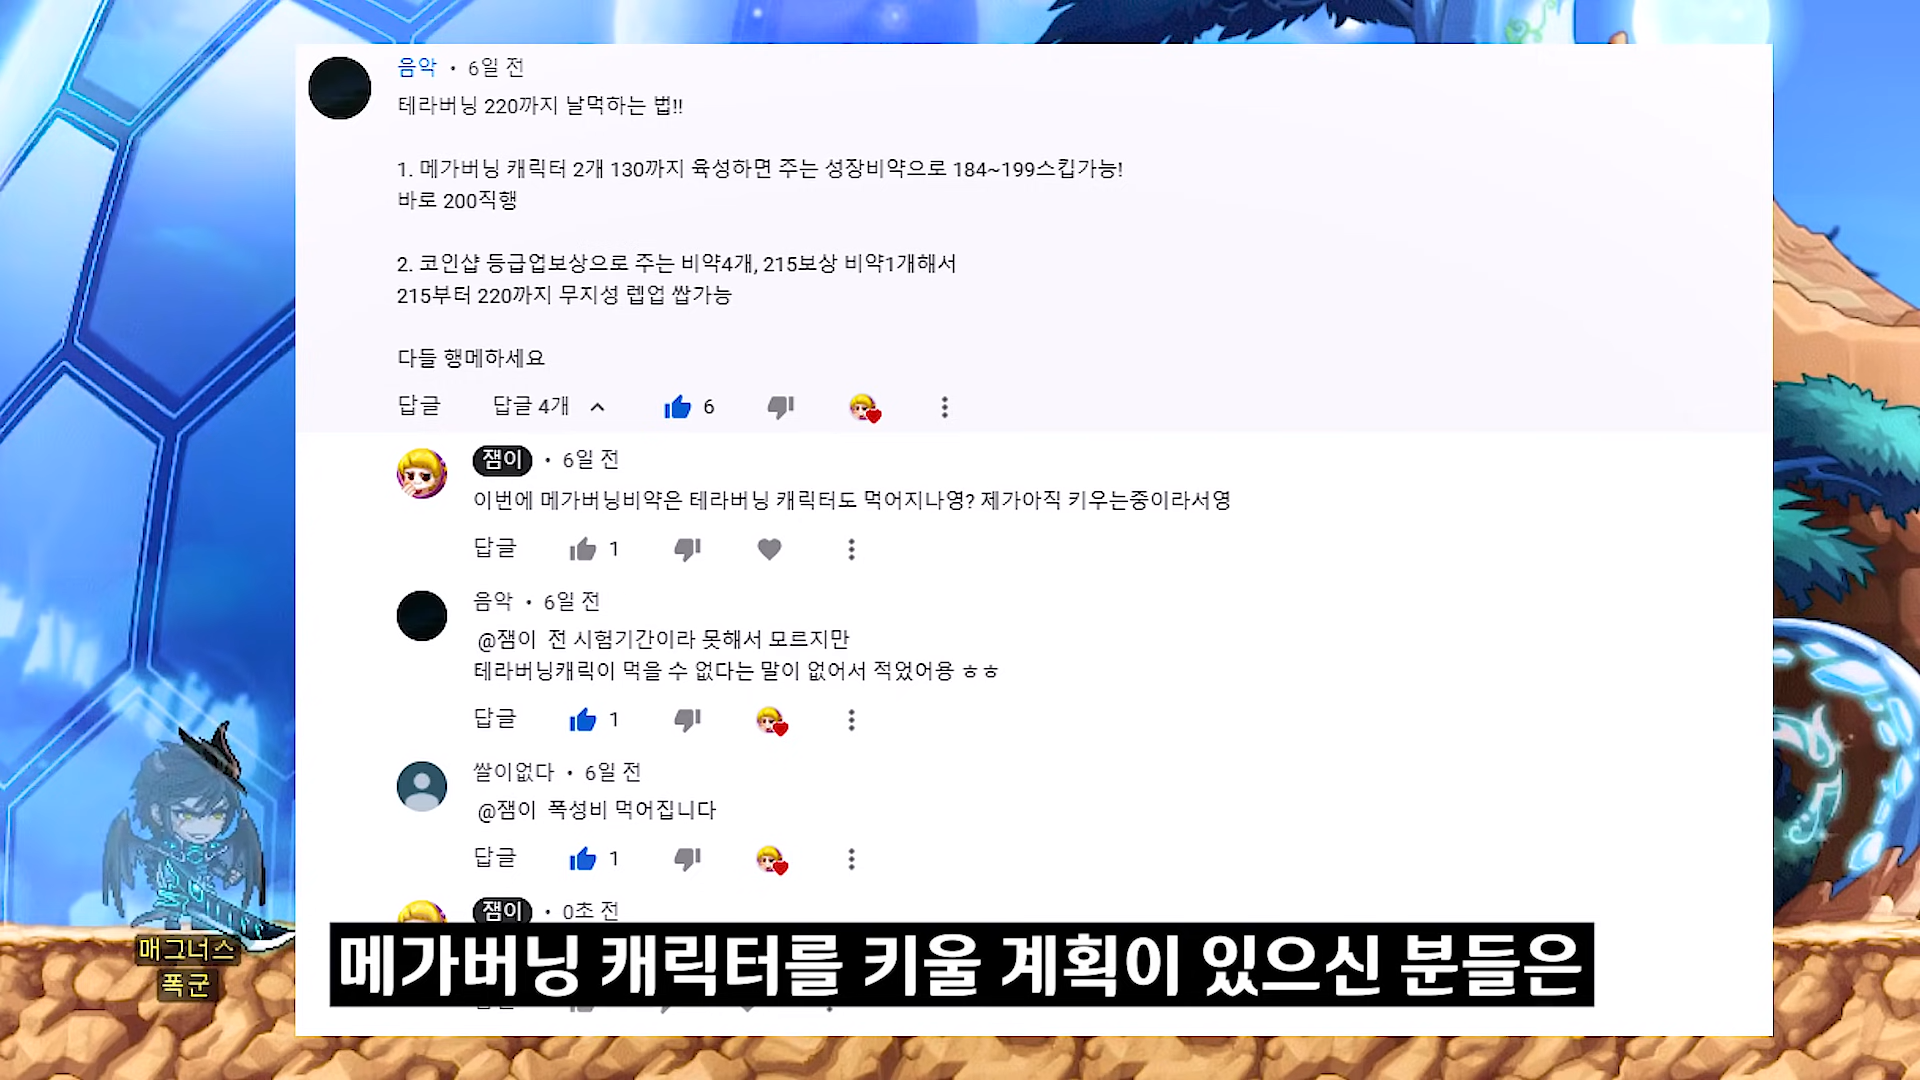 음악 • 6일 전
테라버닝 220까지 날먹하는 법!!
1. 메가버닝 캐릭터 2개 130까지 육성하면 주는 성장비약으로 184~199스킵가능!
바로 200직행
2. 코인샵 등급업보상으로 주는 비약4개, 215보상 비약1개해서
215부터 220까지 무지성 렙업 쌉가능
다들 행메하세요
답글 답글 4개 6
잼이 • 6일 전
이번에 메가버닝비약은 테라버닝 캐릭터도 먹어지나영? 제가아직 키우는중이라서영
답글 1
음악 • 6일 전
@잼이 전 시험기간이라 못해서 모르지만
테라버닝캐릭이 먹을 수 없다는 말이 없어서 적었어용 ㅎㅎ
답글 1
쌀이없다 • 6일 전
@잼이 폭성비 먹어집니다
답글 1
잼이 • 0초 전
메가버닝 캐릭터를 키울 계획이 있으신 분들은
매그너스
폭군